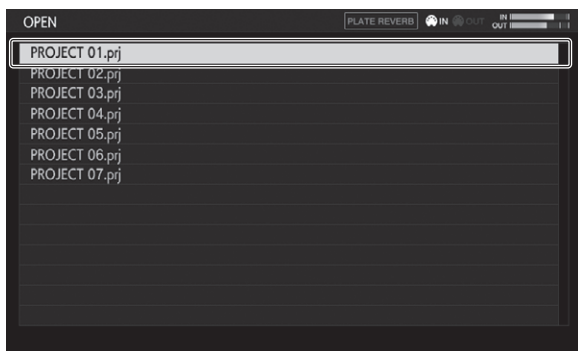 OPEN PLATE REVERB IN OUT IN
OUT
PROJECT 01.prj
PROJECT 02.prj
PROJECT 03.prj
PROJECT 04.prj
PROJECT 05.prj
PROJECT 06.prj
PROJECT 07.prj